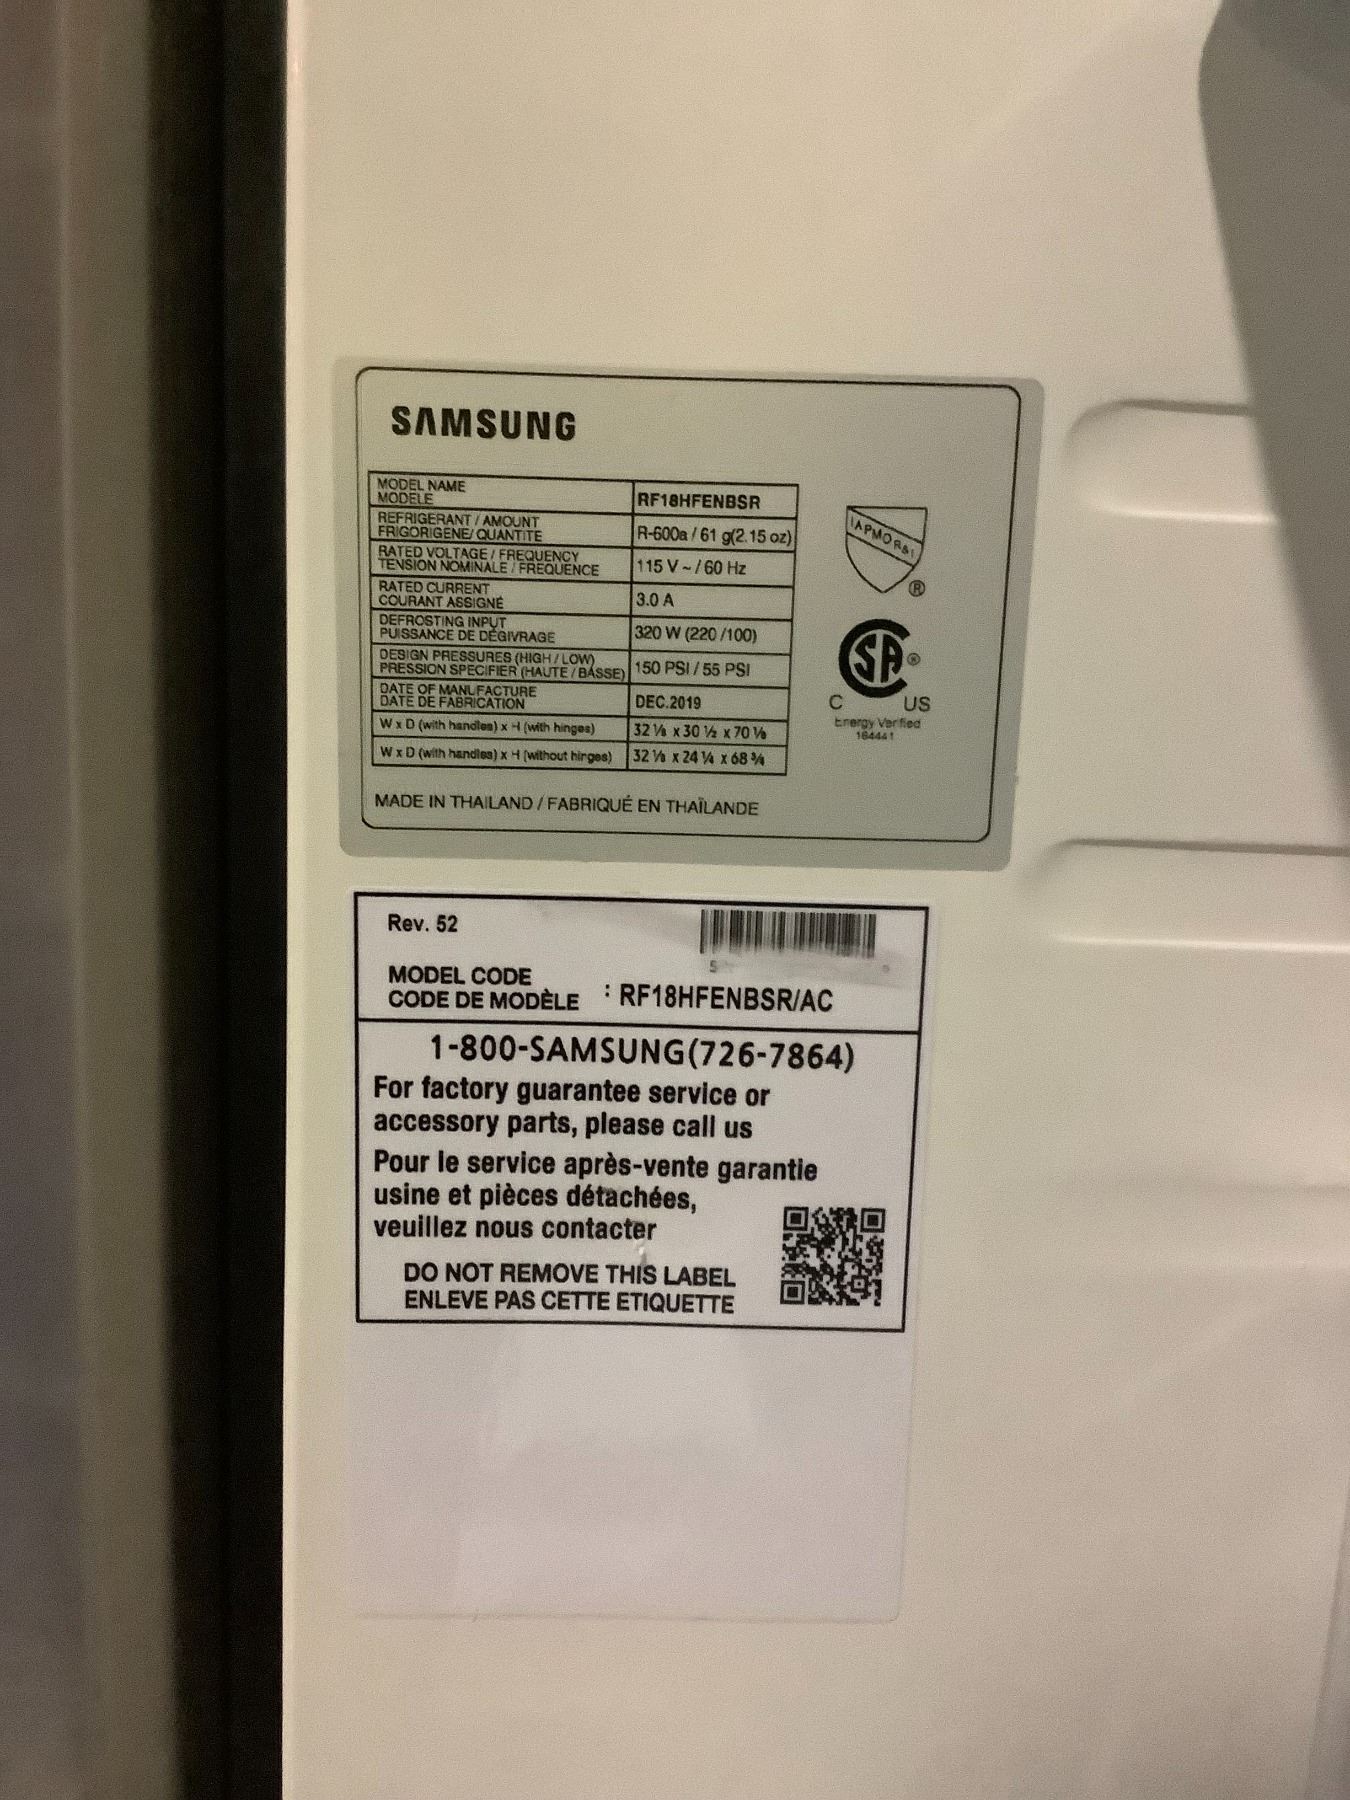 SAMSUNG
MODEL NAME
MODÈLE
RF18HFENBSR
REFRIGERANT / AMOUNT
FRIGORIGENE/ QUANTITE
R-600a / 61 g(2.15 oz)
RATED VOLTAGE / FREQUENCY
TENSION NOMINALE / FREQUENCE
115 V ~ / 60 Hz
RATED CURRENT
COURANT ASSIGNÉ
3.0 A
DEFROSTING INPUT
PUISSANCE DE DÉGIVRAGE
320 W (220 /100)
DESIGN PRESSURES (HIGH / LOW)
PRESSION SPECIFIER (HAUTE / BASSE)
150 PSI / 55 PSI
DATE OF MANUFACTURE
DATE DE FABRICATION
DEC.2019
W x D (with handles) x H (with hinges)
32 ⅛ x 30 ½ x 70 ⅛
W x D (with handles) x H (without hinges)
32 ⅛ x 24 ¼ x 68 ¾
MADE IN THAILAND / FABRIQUÉ EN THAÏLANDE
IAPMO R&T
®
SA ®
C US
Energy Verified
164441
Rev. 52
MODEL CODE
CODE DE MODÈLE : RF18HFENBSR/AC
1-800-SAMSUNG(726-7864)
For factory guarantee service or
accessory parts, please call us
Pour le service après-vente garantie
usine et pièces détachées,
veuillez nous contacter
DO NOT REMOVE THIS LABEL
ENLEVE PAS CETTE ETIQUETTE